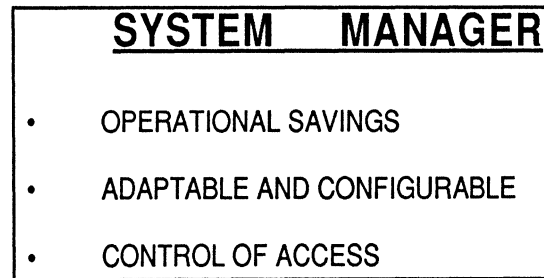 SYSTEM MANAGER
• OPERATIONAL SAVINGS
• ADAPTABLE AND CONFIGURABLE
• CONTROL OF ACCESS